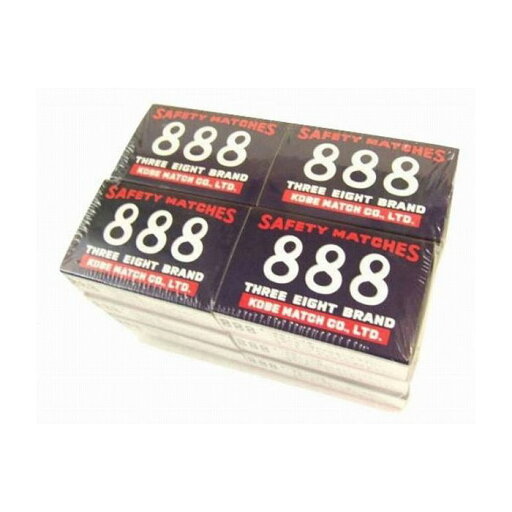 SAFETY MATCHES
888
THREE EIGHT BRAND
KOBE MATCH CO., LTD.
SAFETY MATCHES
888
THREE EIGHT BRAND
KOBE MATCH CO., LTD.
SAFETY MATCHES
888
THREE EIGHT BRAND
KOBE MATCH CO., LTD.
SAFETY MATCHES
888
THREE EIGHT BRAND
KOBE MATCH CO., LTD.
888
888